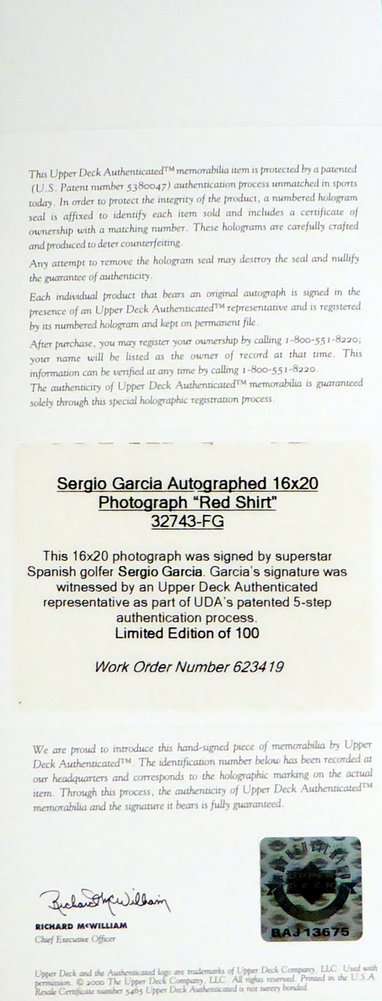 This Upper Deck Authenticated™ memorabilia item is protected by a patented
(U.S. Patent number 5380047) authentication process unmatched in sports
today. In order to protect the integrity of the product, a numbered hologram
seal is affixed to identify each item sold and includes a certificate of
ownership with a matching number. These holograms are carefully crafted
and produced to deter counterfeiting.
Any attempt to remove the hologram seal may destroy the seal and nullify
the guarantee of authenticity.
Each individual product that bears an original autograph is signed in the
presence of an Upper Deck Authenticated™ representative and is registered
by its numbered hologram and kept on permanent file.
After purchase, you may register your ownership by calling 1-800-551-8220;
your name will be listed as the owner of record at that time. This
information can be verified at any time by calling 1-800-551-8220.
The authenticity of Upper Deck Authenticated™ memorabilia is guaranteed
solely through this special holographic registration process.
Sergio Garcia Autographed 16x20
Photograph “Red Shirt”
32743-FG
This 16x20 photograph was signed by superstar
Spanish golfer Sergio Garcia. Garcia's signature was
witnessed by an Upper Deck Authenticated
representative as part of UDA's patented 5-step
authentication process.
Limited Edition of 100
Work Order Number 623419
We are proud to introduce this hand-signed piece of memorabilia by Upper
Deck Authenticated™. The identification number below has been recorded at
our headquarters and corresponds to the holographic marking on the actual
item. Through this process, the authenticity of Upper Deck Authenticated™
memorabilia and the signature it bears is fully guaranteed.
Richard McWilliam
RICHARD McWILLIAM
Chief Executive Officer
BAJ13675
Upper Deck and the Authenticated logo are trademarks of Upper Deck Company, LLC. Used with
permission. © 2000 The Upper Deck Company, LLC. All rights reserved. Printed in the U.S.A.
Resale Certificate number 5465 Upper Deck Authenticated is not surety bonded.